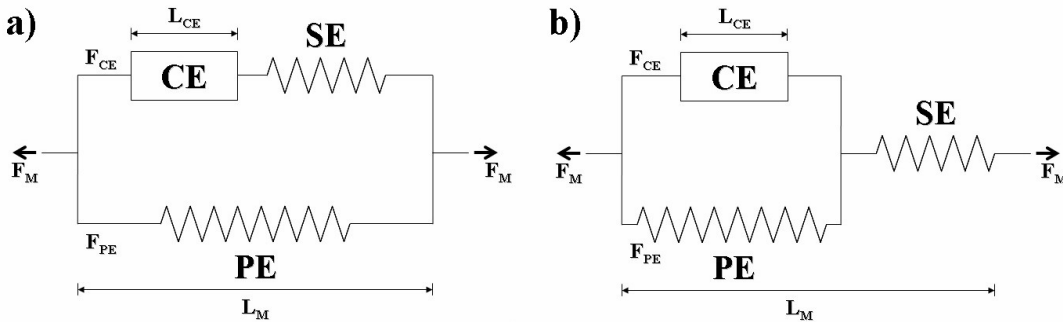 a)
L_CE
SE
F_CE
CE
F_M
F_M
F_PE
PE
L_M
b)
L_CE
F_CE
CE
SE
F_M
F_M
F_PE
PE
L_M